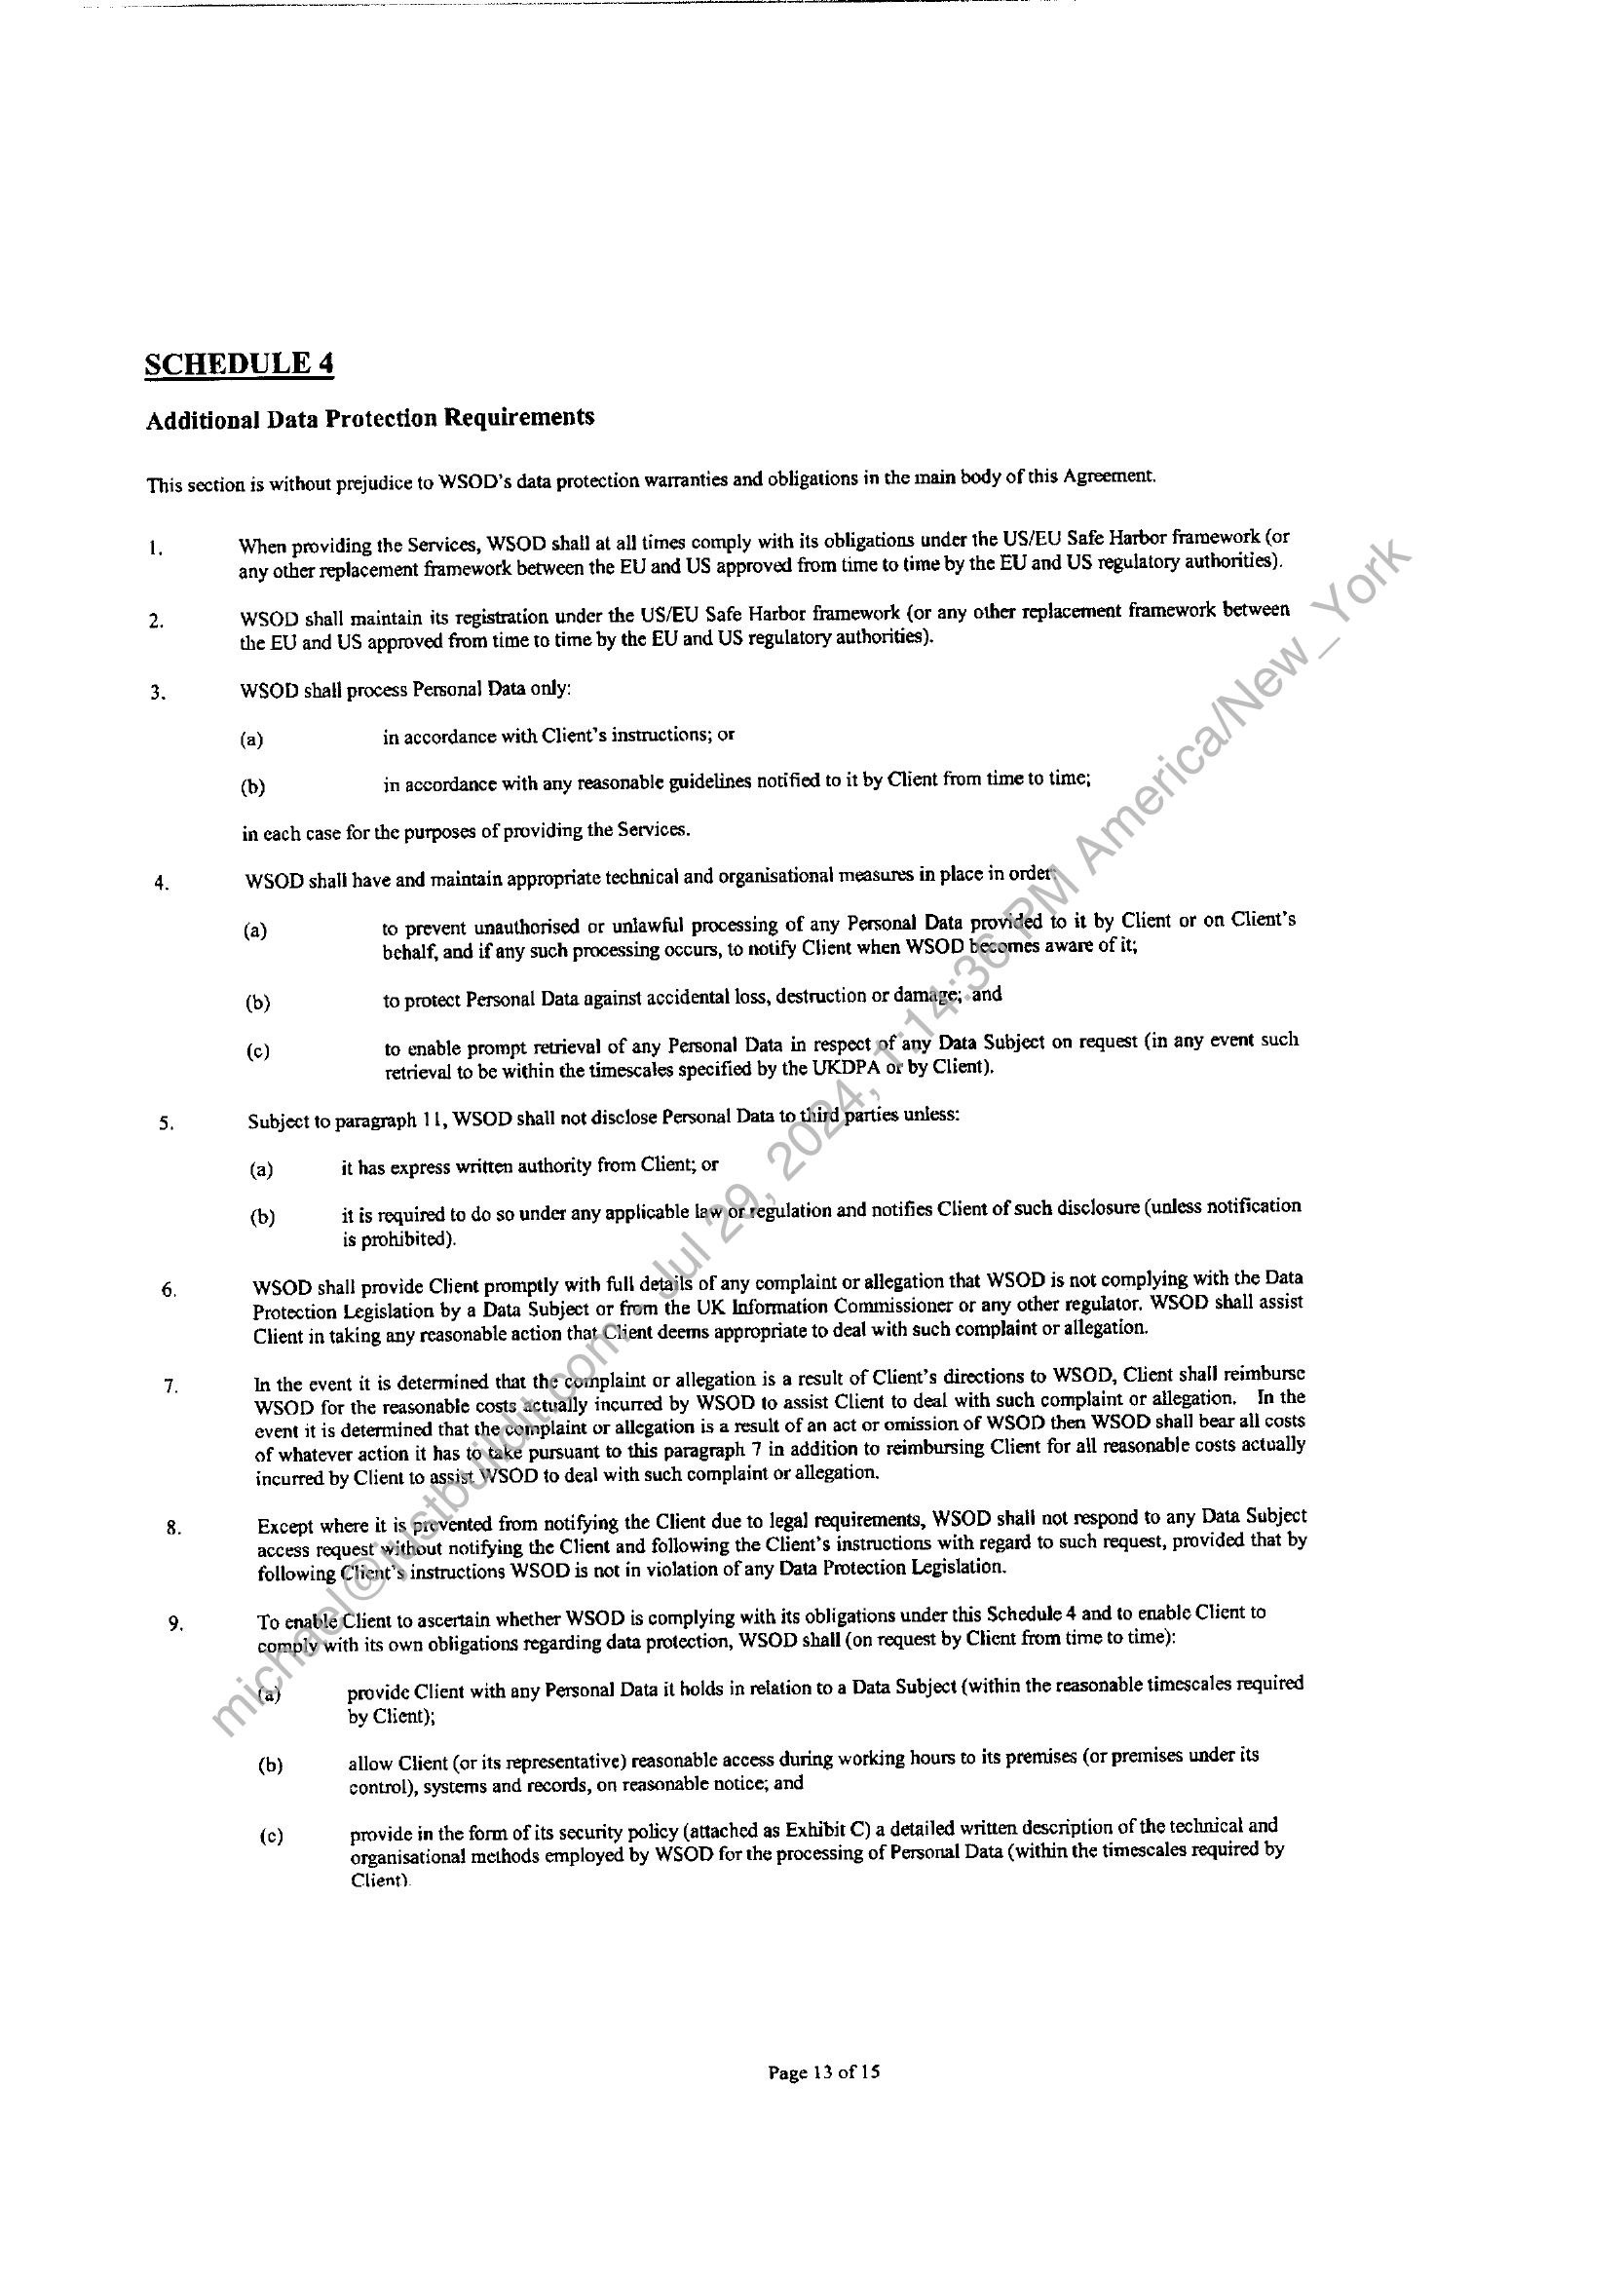 SCHEDULE 4
Additional Data Protection Requirements
This section is without prejudice to WSOD's data protection warranties and obligations in the main body of this Agreement.
1. When providing the Services, WSOD shall at all times comply with its obligations under the US/EU Safe Harbor framework (or
any other replacement framework between the EU and US approved from time to time by the EU and US regulatory authorities).
2. WSOD shall maintain its registration under the US/EU Safe Harbor framework (or any other replacement framework between
the EU and US approved from time to time by the EU and US regulatory authorities).
3. WSOD shall process Personal Data only:
(a) in accordance with Client's instructions; or
(b) in accordance with any reasonable guidelines notified to it by Client from time to time;
in each case for the purposes of providing the Services.
4. WSOD shall have and maintain appropriate technical and organisational measures in place in order:
(a) to prevent unauthorised or unlawful processing of any Personal Data provided to it by Client or on Client's
behalf, and if any such processing occurs, to notify Client when WSOD becomes aware of it;
(b) to protect Personal Data against accidental loss, destruction or damage; and
(c) to enable prompt retrieval of any Personal Data in respect of any Data Subject on request (in any event such
retrieval to be within the timescales specified by the UKDPA or by Client).
5. Subject to paragraph 11, WSOD shall not disclose Personal Data to third parties unless:
(a) it has express written authority from Client; or
(b) it is required to do so under any applicable law or regulation and notifies Client of such disclosure (unless notification
is prohibited).
6. WSOD shall provide Client promptly with full details of any complaint or allegation that WSOD is not complying with the Data
Protection Legislation by a Data Subject or from the UK Information Commissioner or any other regulator. WSOD shall assist
Client in taking any reasonable action that Client deems appropriate to deal with such complaint or allegation.
7. In the event it is determined that the complaint or allegation is a result of Client's directions to WSOD, Client shall reimburse
WSOD for the reasonable costs actually incurred by WSOD to assist Client to deal with such complaint or allegation. In the
event it is determined that the complaint or allegation is a result of an act or omission of WSOD then WSOD shall bear all costs
of whatever action it has to take pursuant to this paragraph 7 in addition to reimbursing Client for all reasonable costs actually
incurred by Client to assist WSOD to deal with such complaint or allegation.
8. Except where it is prevented from notifying the Client due to legal requirements, WSOD shall not respond to any Data Subject
access request without notifying the Client and following the Client's instructions with regard to such request, provided that by
following Client's instructions WSOD is not in violation of any Data Protection Legislation.
9. To enable Client to ascertain whether WSOD is complying with its obligations under this Schedule 4 and to enable Client to
comply with its own obligations regarding data protection, WSOD shall (on request by Client from time to time):
(a) provide Client with any Personal Data it holds in relation to a Data Subject (within the reasonable timescales required
by Client);
(b) allow Client (or its representative) reasonable access during working hours to its premises (or premises under its
control), systems and records, on reasonable notice; and
(c) provide in the form of its security policy (attached as Exhibit C) a detailed written description of the technical and
organisational methods employed by WSOD for the processing of Personal Data (within the timescales required by
Client).
Page 13 of 15
michael@justbuildit.com - Jul 29, 2024, 1:14:36 PM America/New_York